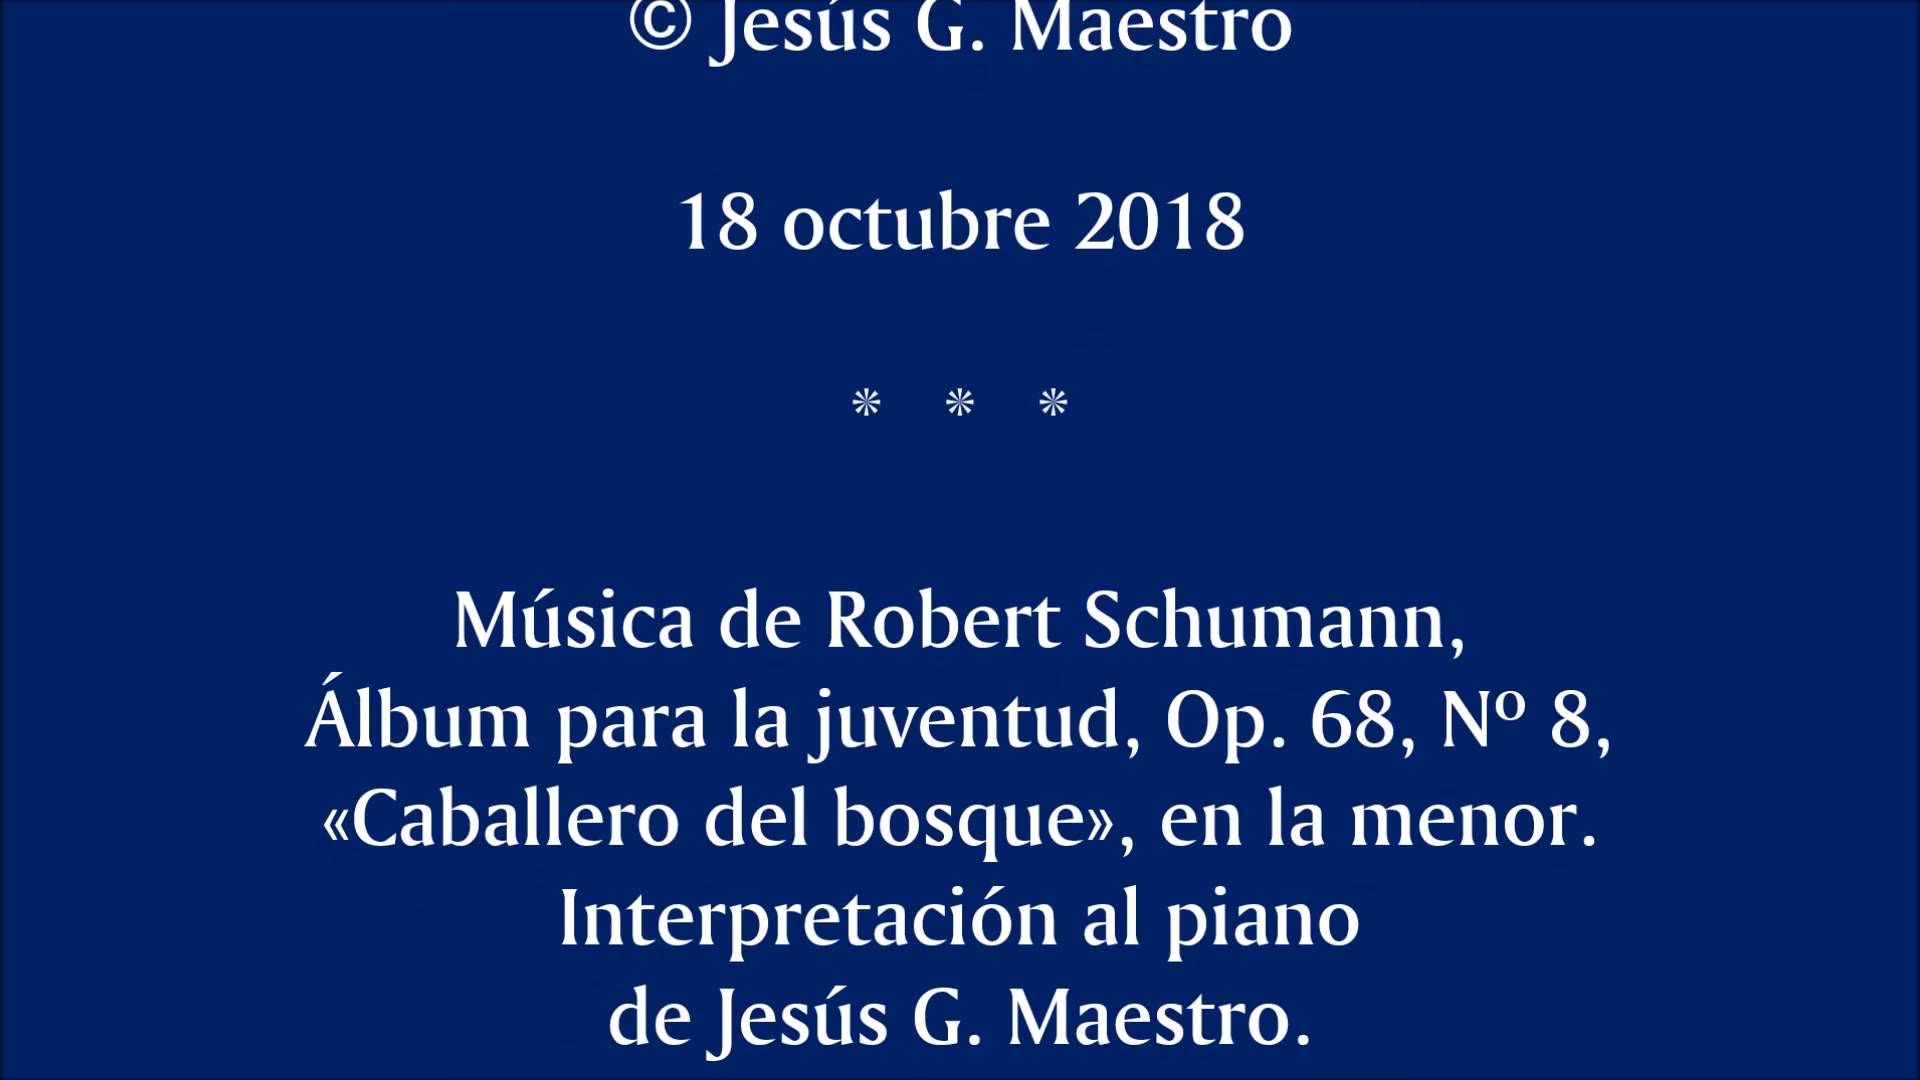 © Jesús G. Maestro
18 octubre 2018
* * *
Música de Robert Schumann,
Álbum para la juventud, Op. 68, Nº 8,
«Caballero del bosque», en la menor.
Interpretación al piano
de Jesús G. Maestro.